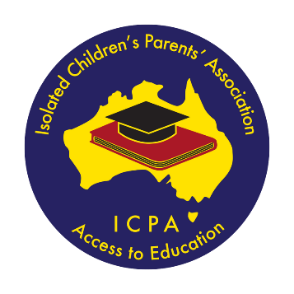 Isolated Children's Parents' Association
ICPA
Access to Education